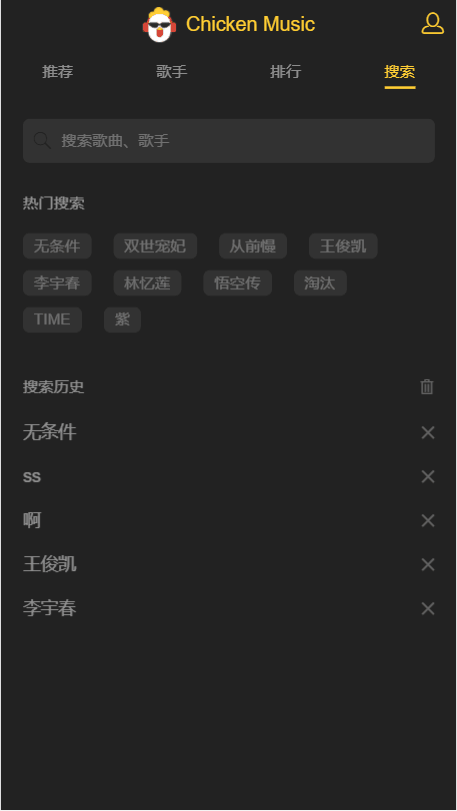 Chicken Music
推荐 歌手 排行 搜索
搜索歌曲、歌手
热门搜索
无条件 双世宠妃 从前慢 王俊凯
李宇春 林忆莲 悟空传 淘汰
TIME 紫
搜索历史
无条件
ss
啊
王俊凯
李宇春